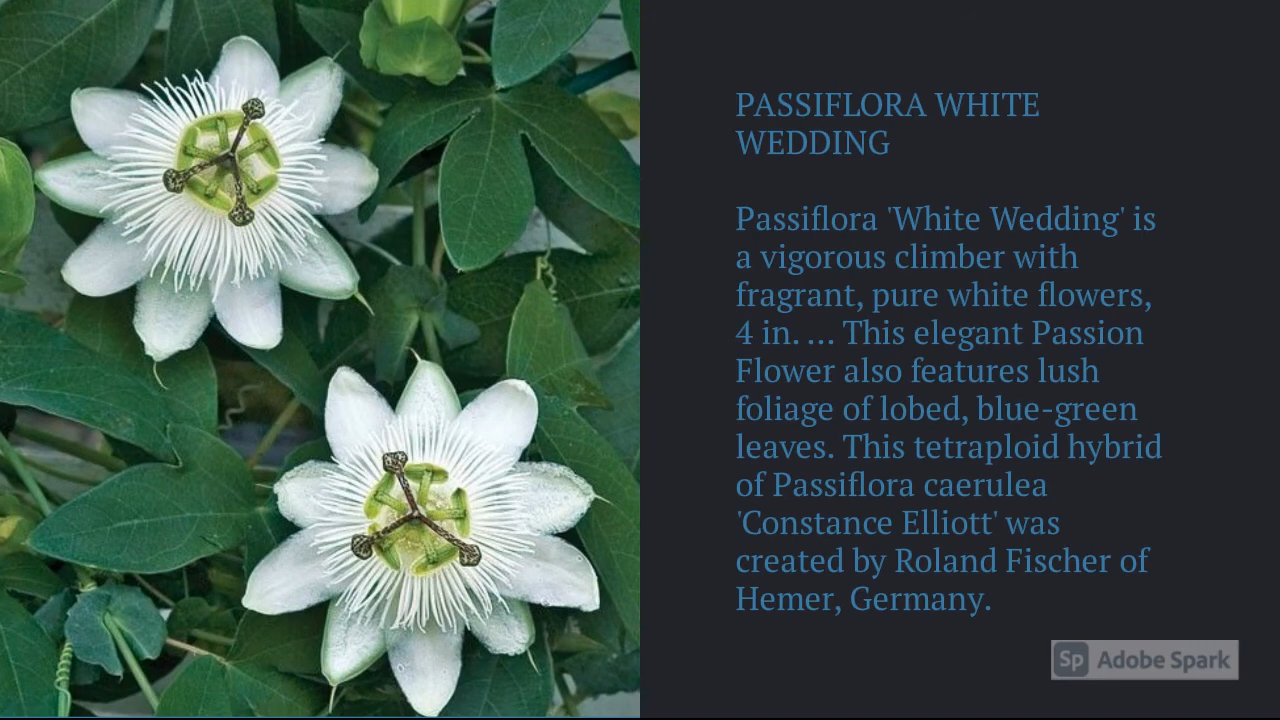 PASSIFLORA WHITE
WEDDING
Passiflora 'White Wedding' is
a vigorous climber with
fragrant, pure white flowers,
4 in. ... This elegant Passion
Flower also features lush
foliage of lobed, blue-green
leaves. This tetraploid hybrid
of Passiflora caerulea
'Constance Elliott' was
created by Roland Fischer of
Hemer, Germany.
Sp Adobe Spark